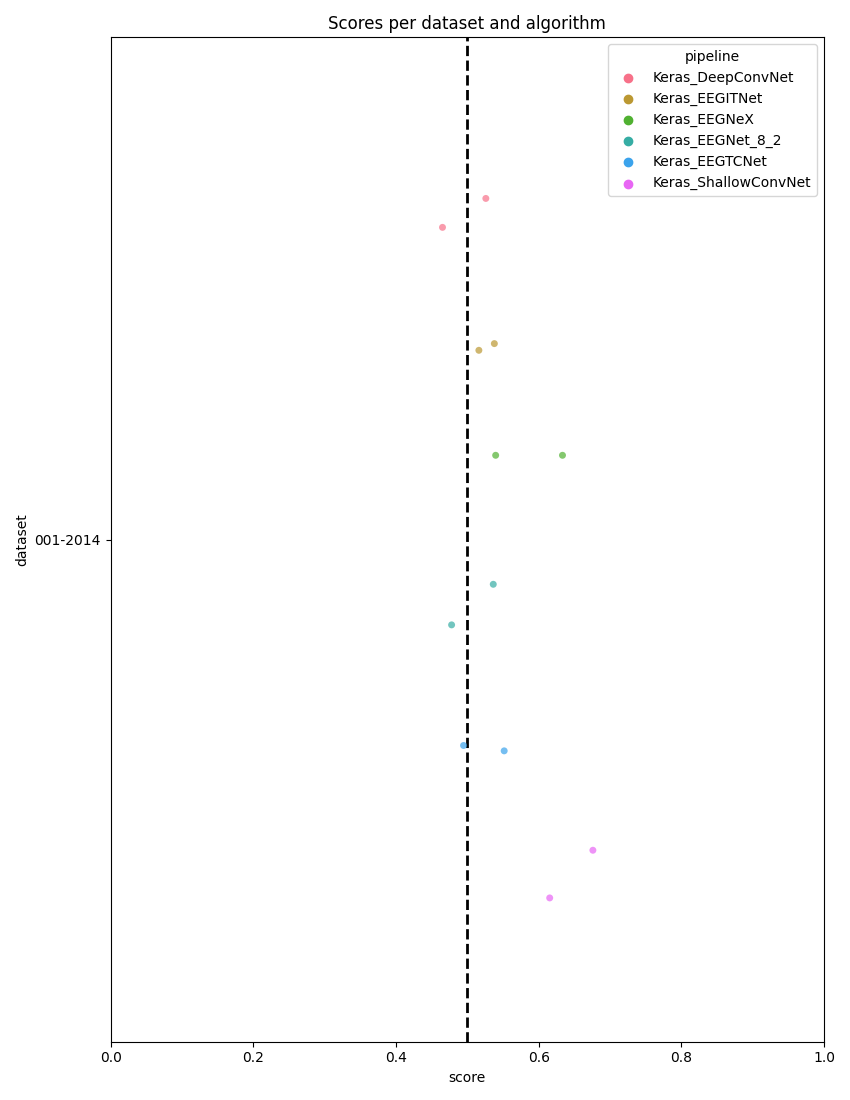 Scores per dataset and algorithm
pipeline
Keras_DeepConvNet
Keras_EEGITNet
Keras_EEGNeX
Keras_EEGNet_8_2
Keras_EEGTCNet
Keras_ShallowConvNet
dataset
001-2014
0.0 0.2 0.4 0.6 0.8 1.0
score